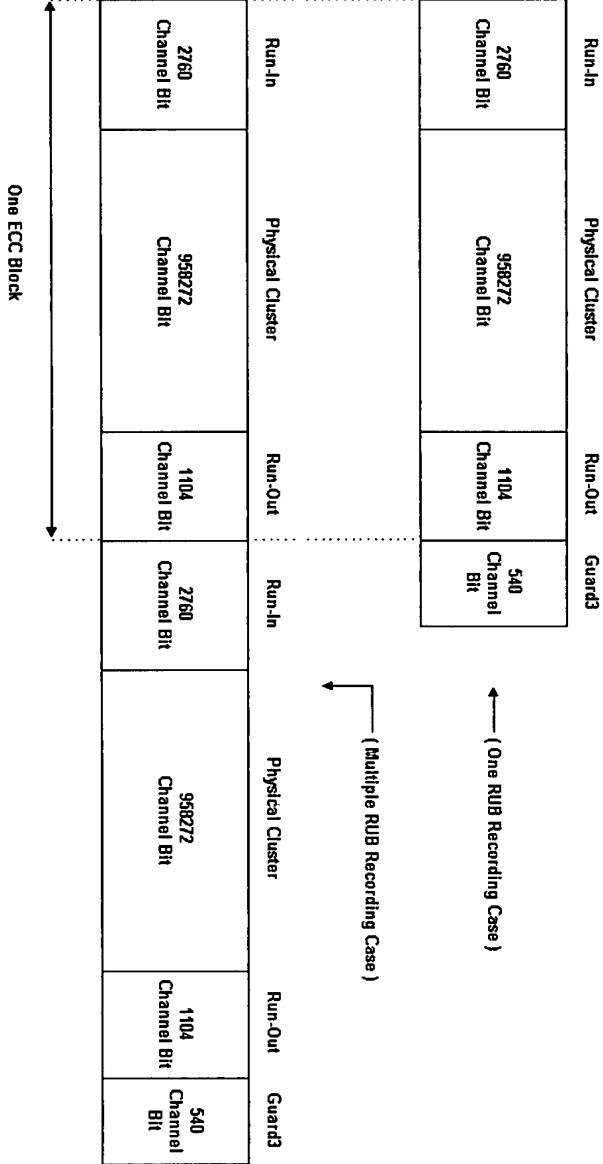 Run-In
Physical Cluster
Run-Out
Guard3
2760
Channel Bit
958272
Channel Bit
1104
Channel Bit
540
Channel
Bit
( One RUB Recording Case )
( Multiple RUB Recording Case )
Run-In
Physical Cluster
Run-Out
Run-In
Physical Cluster
Run-Out
Guard3
2760
Channel Bit
958272
Channel Bit
1104
Channel Bit
2760
Channel Bit
958272
Channel Bit
1104
Channel Bit
540
Channel
Bit
One ECC Block